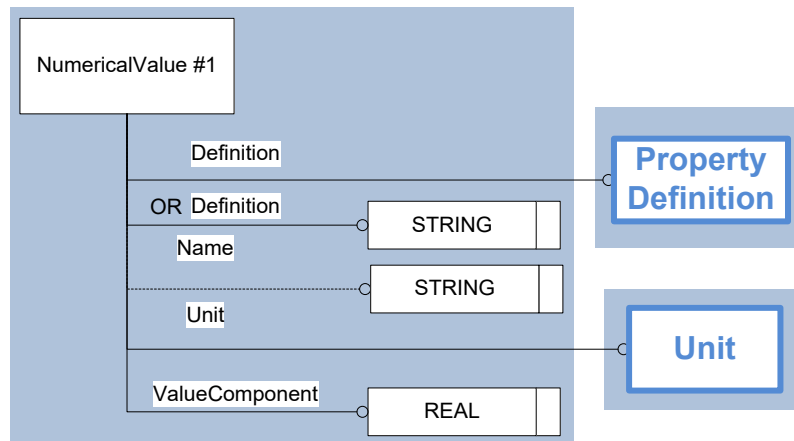 NumericalValue #1
Definition
Property
Definition
OR Definition
STRING
Name
STRING
Unit
Unit
ValueComponent
REAL